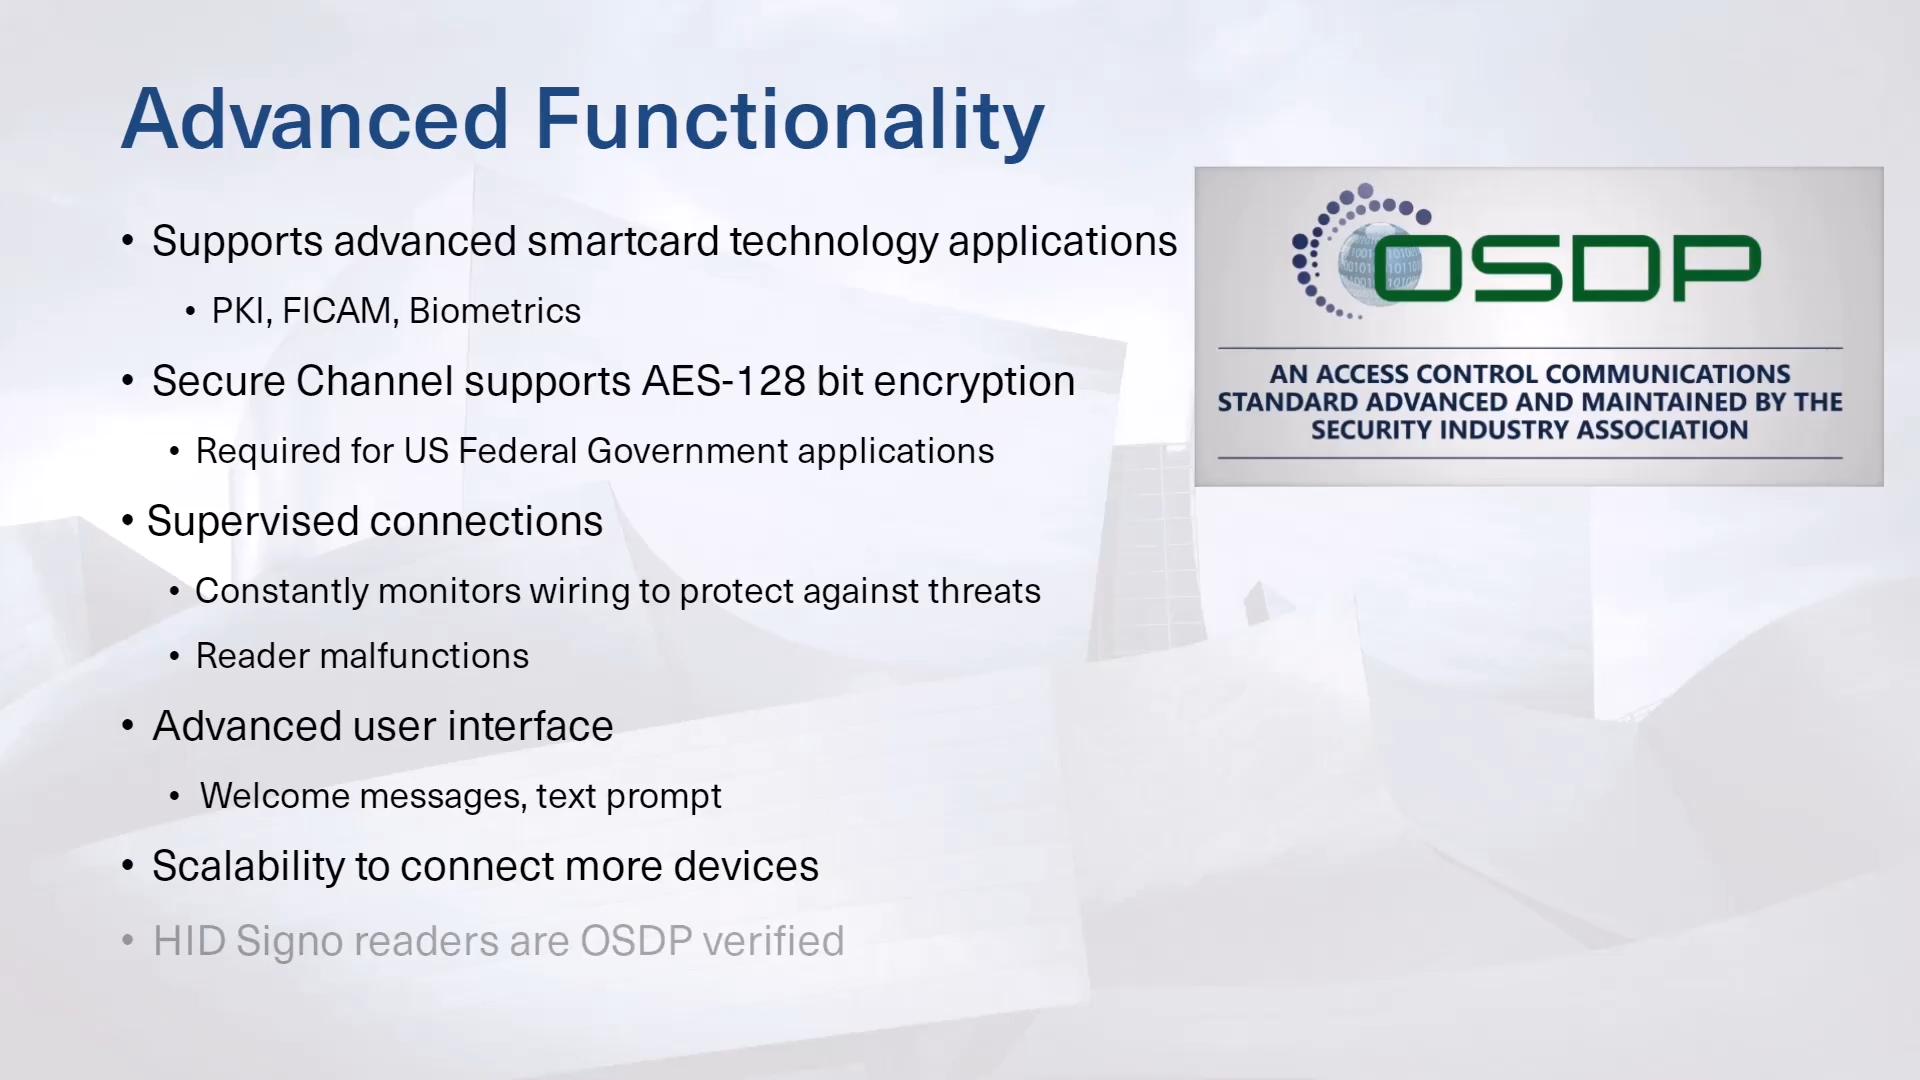 Advanced Functionality
• Supports advanced smartcard technology applications
• PKI, FICAM, Biometrics
• Secure Channel supports AES-128 bit encryption
• Required for US Federal Government applications
• Supervised connections
• Constantly monitors wiring to protect against threats
• Reader malfunctions
• Advanced user interface
• Welcome messages, text prompt
• Scalability to connect more devices
• HID Signo readers are OSDP verified
OSDP
AN ACCESS CONTROL COMMUNICATIONS
STANDARD ADVANCED AND MAINTAINED BY THE
SECURITY INDUSTRY ASSOCIATION